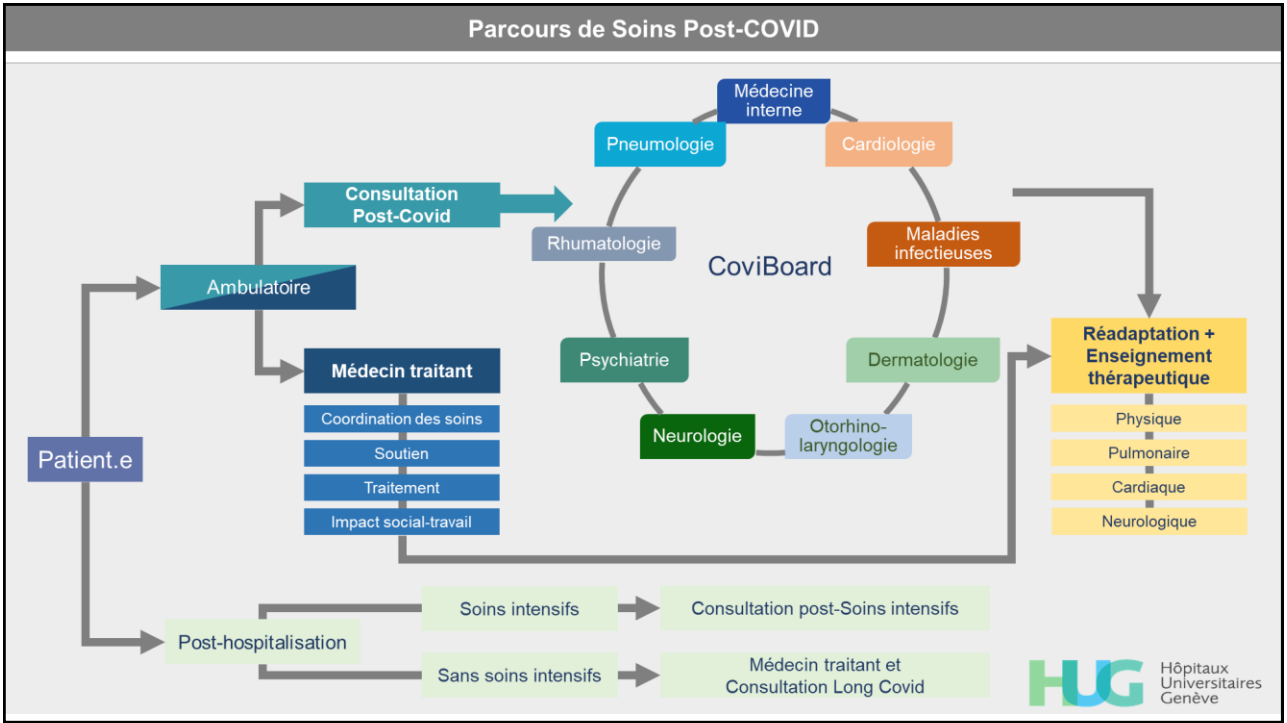 Parcours de Soins Post-COVID
Médecine
interne
Pneumologie
Cardiologie
Consultation
Post-Covid
Rhumatologie
Maladies
infectieuses
CoviBoard
Ambulatoire
Réadaptation +
Enseignement
thérapeutique
Psychiatrie
Dermatologie
Médecin traitant
Coordination des soins
Soutien
Traitement
Impact social-travail
Neurologie
Otorhino-
laryngologie
Physique
Pulmonaire
Cardiaque
Neurologique
Patient.e
Post-hospitalisation
Soins intensifs
Consultation post-Soins intensifs
Sans soins intensifs
Médecin traitant et
Consultation Long Covid
HUG
Hôpitaux
Universitaires
Genève